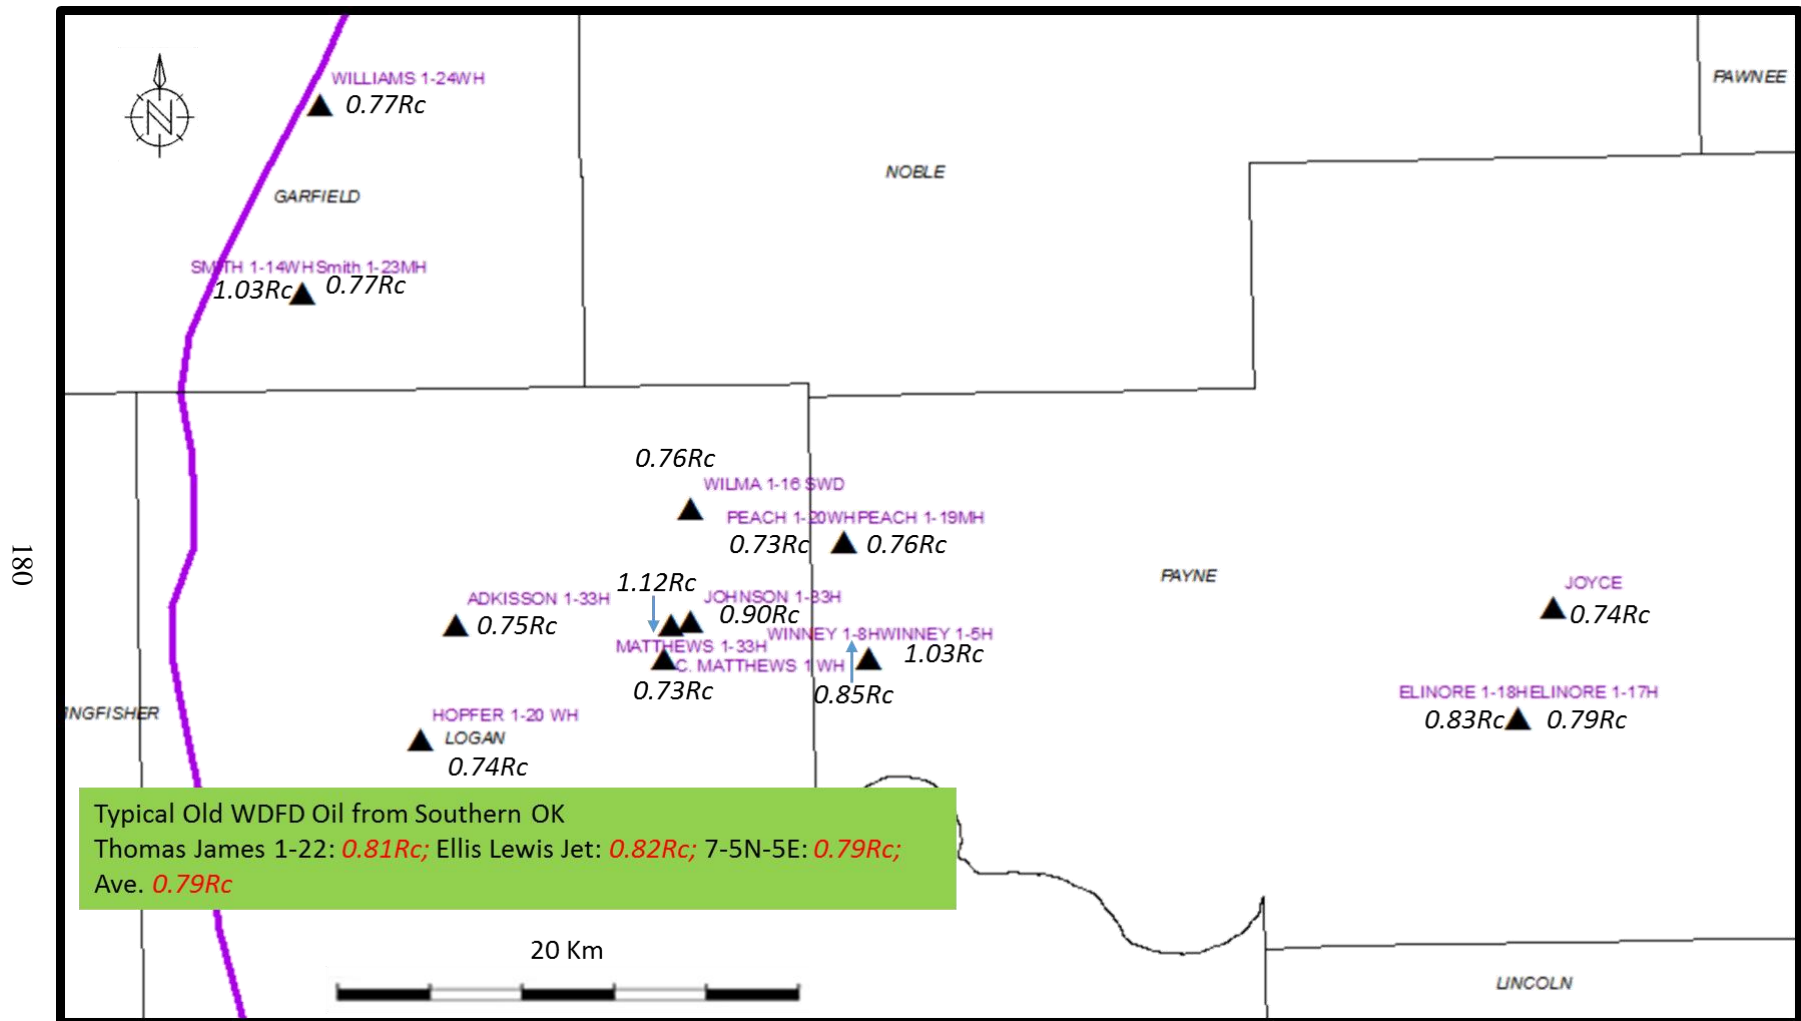 WILLIAMS 1-24WH
0.77Rc
PAWNEE
N
NOBLE
GARFIELD
SMITH 1-14WH Smith 1-23MH
1.03Rc 0.77Rc
0.76Rc
WILMA 1-16 SWD
PEACH 1-20WH PEACH 1-19MH
0.73Rc 0.76Rc
180
PAYNE
1.12Rc
JOYCE
0.74Rc
ADKISSON 1-33H
0.75Rc
JOHNSON 1-33H
0.90Rc
WINNEY 1-8H WINNEY 1-5H
1.03Rc
MATTHEWS 1-33H
C. MATTHEWS 1 WH
0.73Rc
0.85Rc
ELINORE 1-18H ELINORE 1-17H
0.83Rc 0.79Rc
INGFISHER
HOPFER 1-20 WH
LOGAN
0.74Rc
Typical Old WDFD Oil from Southern OK
Thomas James 1-22: 0.81Rc; Ellis Lewis Jet: 0.82Rc; 7-5N-5E: 0.79Rc;
Ave. 0.79Rc
20 Km
LINCOLN